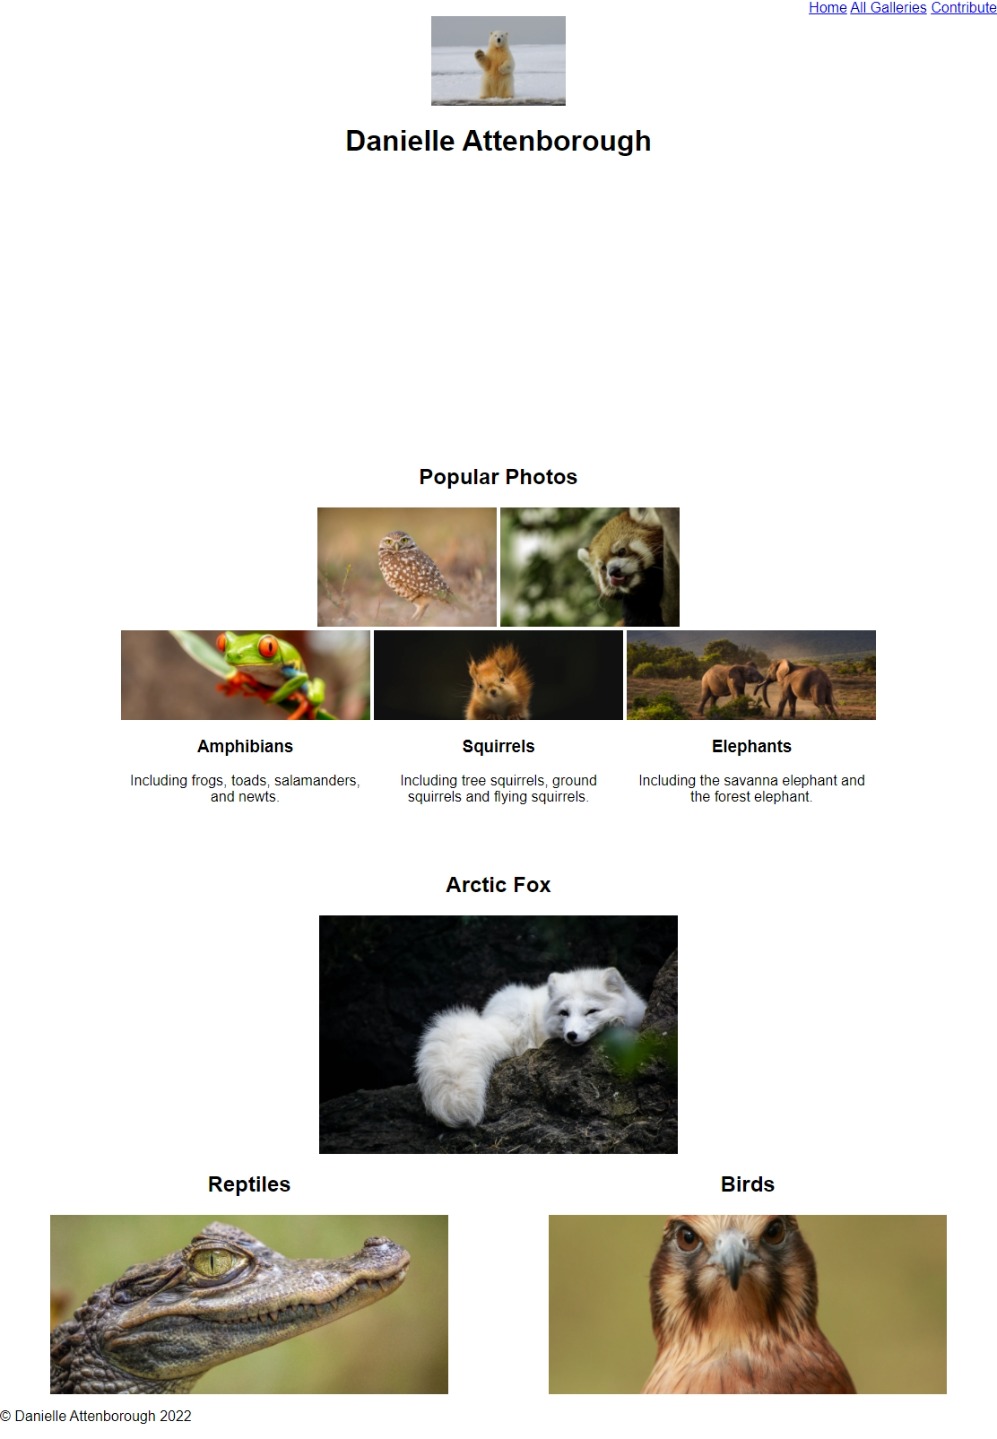 Home All Galleries Contribute
Danielle Attenborough
Popular Photos
Amphibians
Including frogs, toads, salamanders,
and newts.
Squirrels
Including tree squirrels, ground
squirrels and flying squirrels.
Elephants
Including the savanna elephant and
the forest elephant.
Arctic Fox
Reptiles
Birds
© Danielle Attenborough 2022